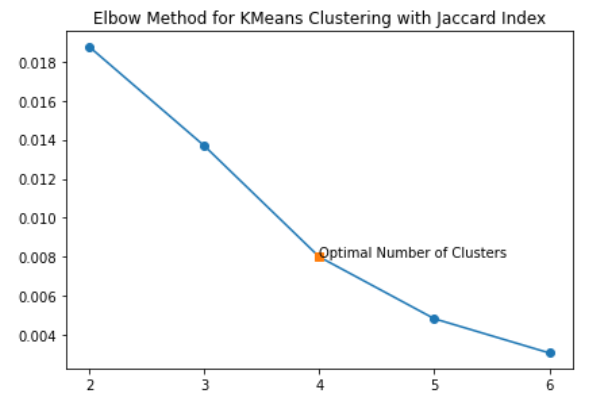 Elbow Method for KMeans Clustering with Jaccard Index
0.018
0.016
0.014
0.012
0.010
0.008
Optimal Number of Clusters
0.006
0.004
2 3 4 5 6